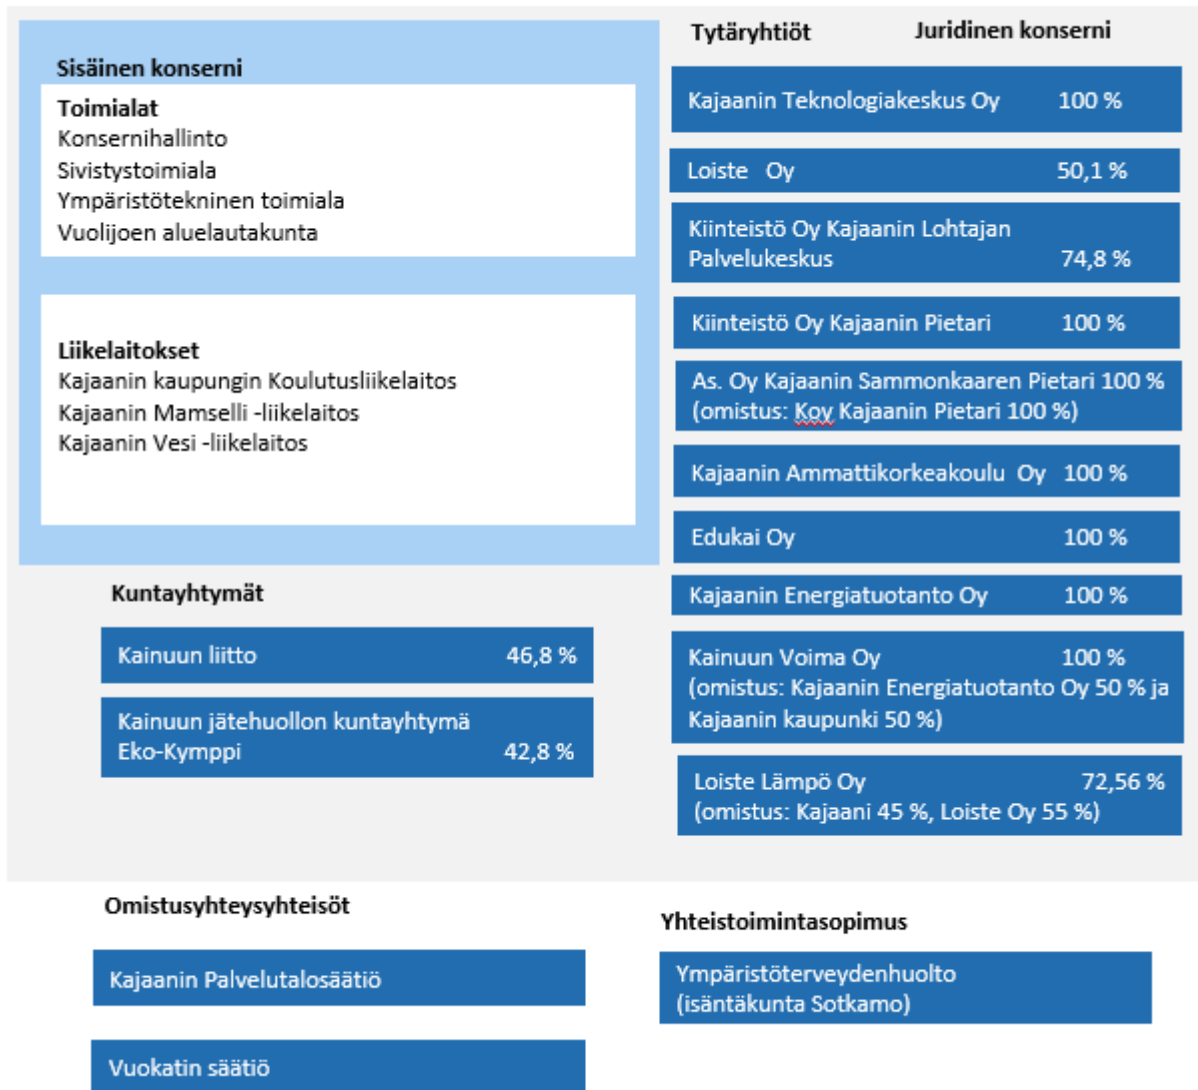 Sisäinen konserni
Toimialat
Konsernihallinto
Sivistystoimiala
Ympäristötekninen toimiala
Vuolijoen aluelautakunta
Liikelaitokset
Kajaanin kaupungin Koulutusliikelaitos
Kajaanin Mamselli -liikelaitos
Kajaanin Vesi -liikelaitos
Kuntayhtymät
Kainuun liitto 46,8 %
Kainuun jätehuollon kuntayhtymä
Eko-Kymppi 42,8 %
Tytäryhtiöt Juridinen konserni
Kajaanin Teknologiakeskus Oy 100 %
Loiste Oy 50,1 %
Kiinteistö Oy Kajaanin Lohtajan
Palvelukeskus 74,8 %
Kiinteistö Oy Kajaanin Pietari 100 %
As. Oy Kajaanin Sammonkaaren Pietari 100 %
(omistus: Koy Kajaanin Pietari 100 %)
Kajaanin Ammattikorkeakoulu Oy 100 %
Edukai Oy 100 %
Kajaanin Energiatuotanto Oy 100 %
Kainuun Voima Oy 100 %
(omistus: Kajaanin Energiatuotanto Oy 50 % ja
Kajaanin kaupunki 50 %)
Loiste Lämpö Oy 72,56 %
(omistus: Kajaani 45 %, Loiste Oy 55 %)
Omistusyhteysyhteisöt
Kajaanin Palvelutalosäätiö
Vuokatin säätiö
Yhteistoimintasopimus
Ympäristöterveydenhuolto
(isäntäkunta Sotkamo)